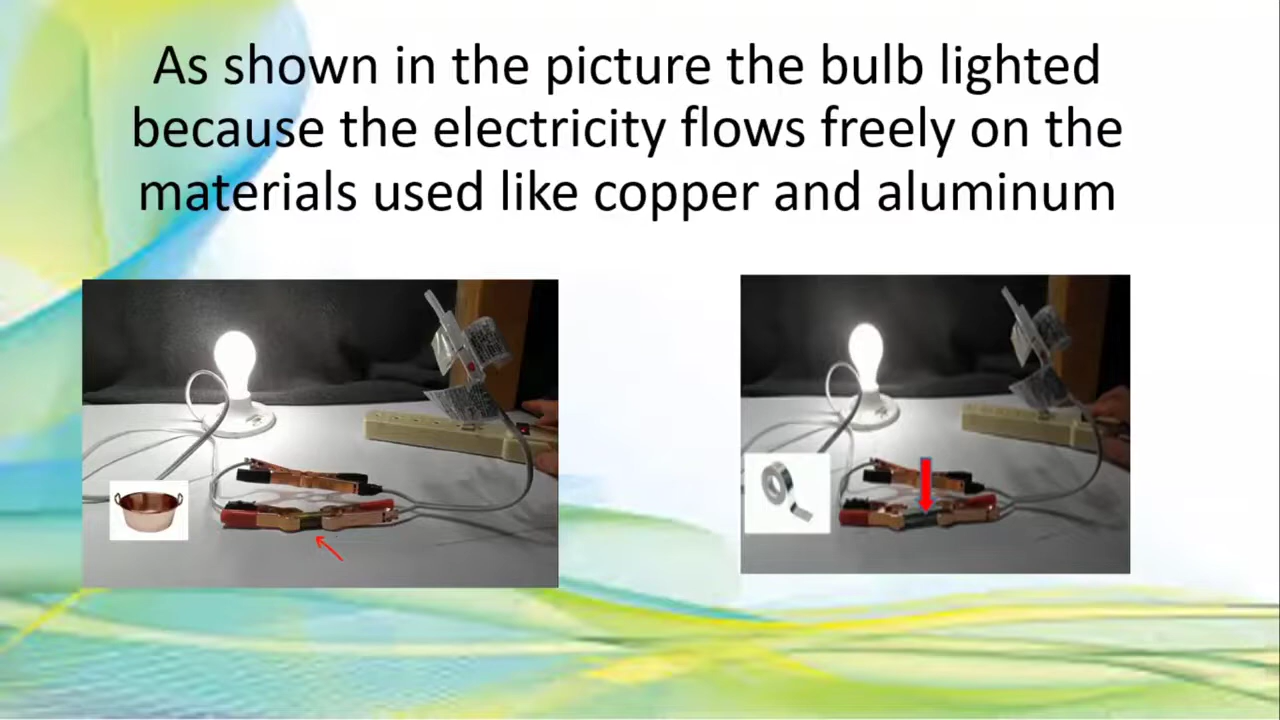 As shown in the picture the bulb lighted
because the electricity flows freely on the
materials used like copper and aluminum